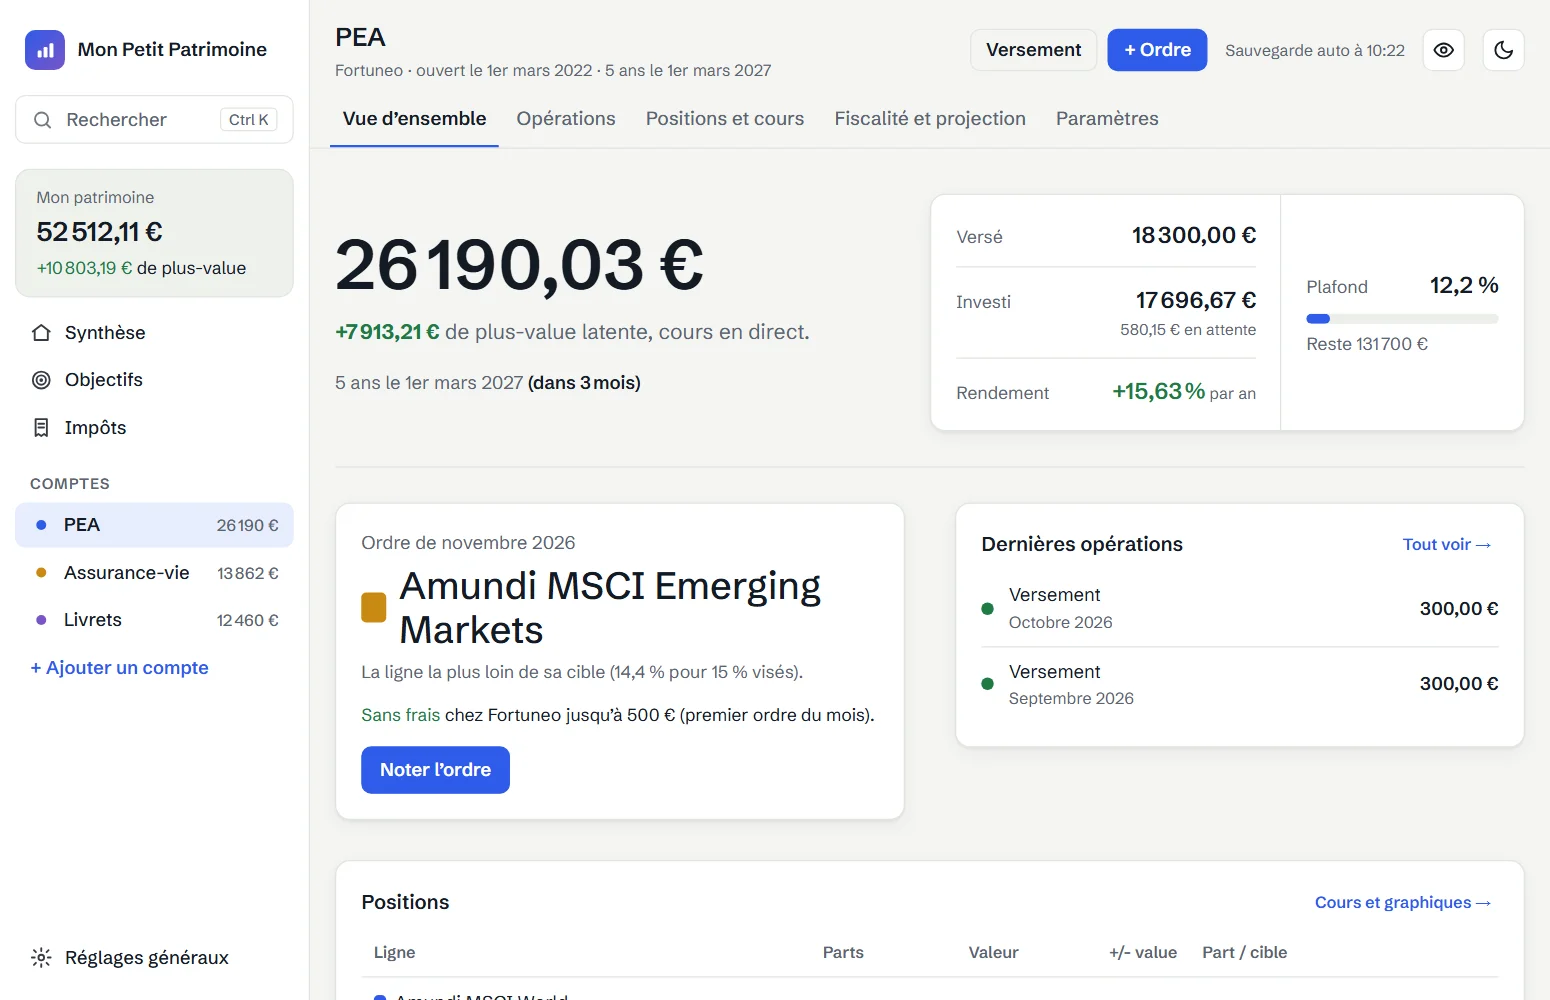 Mon Petit Patrimoine
Rechercher
Ctrl K
Mon patrimoine
52 512,11 €
+10 803,19 € de plus-value
Synthèse
Objectifs
Impôts
COMPTES
PEA 26 190 €
Assurance-vie 13 862 €
Livrets 12 460 €
+ Ajouter un compte
Réglages généraux
PEA
Fortuneo · ouvert le 1er mars 2022 · 5 ans le 1er mars 2027
Versement
+ Ordre
Sauvegarde auto à 10:22
Vue d’ensemble
Opérations
Positions et cours
Fiscalité et projection
Paramètres
26 190,03 €
+7 913,21 € de plus-value latente, cours en direct.
5 ans le 1er mars 2027 (dans 3 mois)
Versé 18 300,00 €
Investi 17 696,67 €
580,15 € en attente
Rendement +15,63 % par an
Plafond 12,2 %
Reste 131 700 €
Ordre de novembre 2026
Amundi MSCI Emerging
Markets
La ligne la plus loin de sa cible (14,4 % pour 15 % visés).
Sans frais chez Fortuneo jusqu’à 500 € (premier ordre du mois).
Noter l’ordre
Dernières opérations
Tout voir →
Versement
Octobre 2026
300,00 €
Versement
Septembre 2026
300,00 €
Positions
Cours et graphiques →
Ligne Parts Valeur +/- value Part / cible
Amundi MSCI World